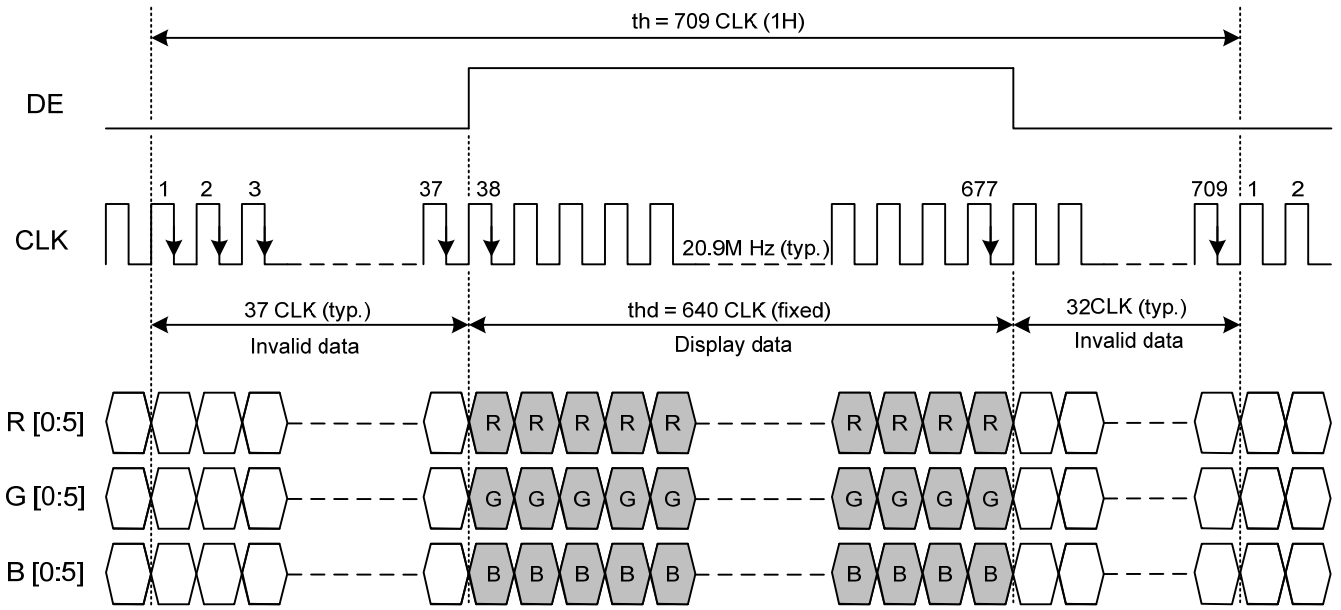 th = 709 CLK (1H)
DE
1 2 3 37 38 677 709 1 2
CLK
20.9M Hz (typ.)
37 CLK (typ.) thd = 640 CLK (fixed) 32CLK (typ.)
Invalid data Display data Invalid data
R [0:5] R R R R R R R R R
G [0:5] G G G G G G G G G
B [0:5] B B B B B B B B B